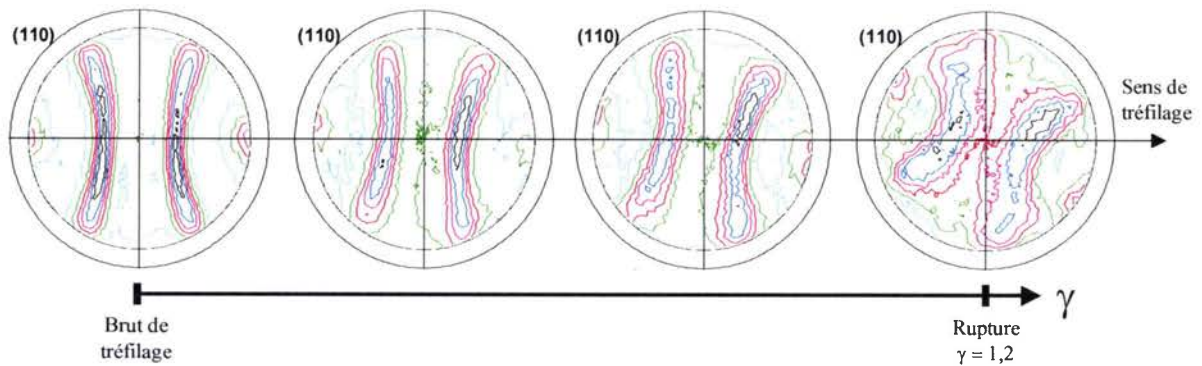 (110)
(110)
(110)
(110)
Sens de
tréfilage
γ
Brut de
tréfilage
Rupture
γ = 1,2